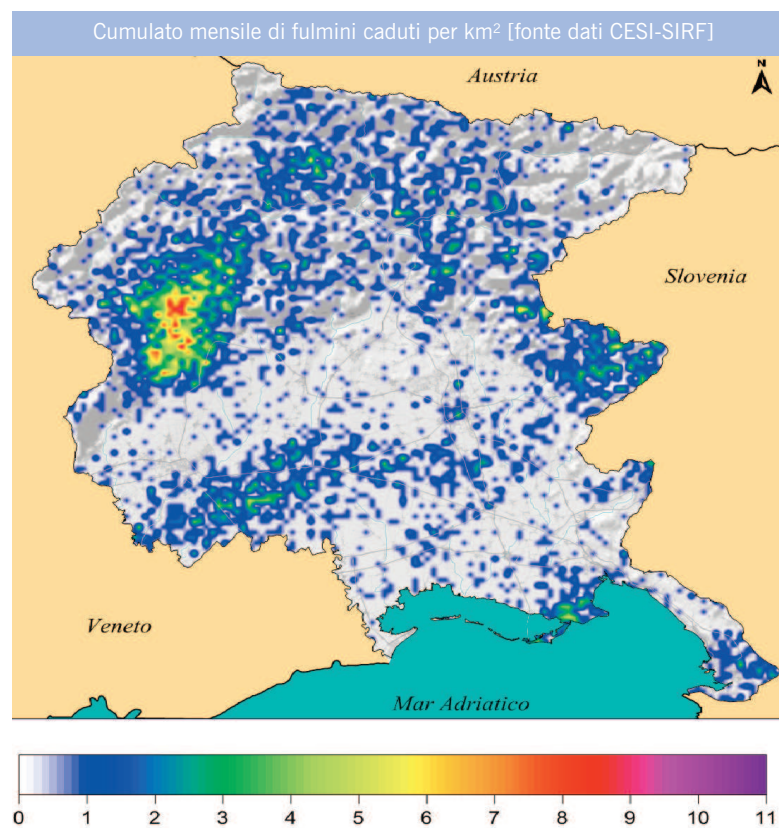 Cumulato mensile di fulmini caduti per km² [fonte dati CESI-SIRF]
Austria
N
Slovenia
Veneto
Mar Adriatico
0 1 2 3 4 5 6 7 8 9 10 11